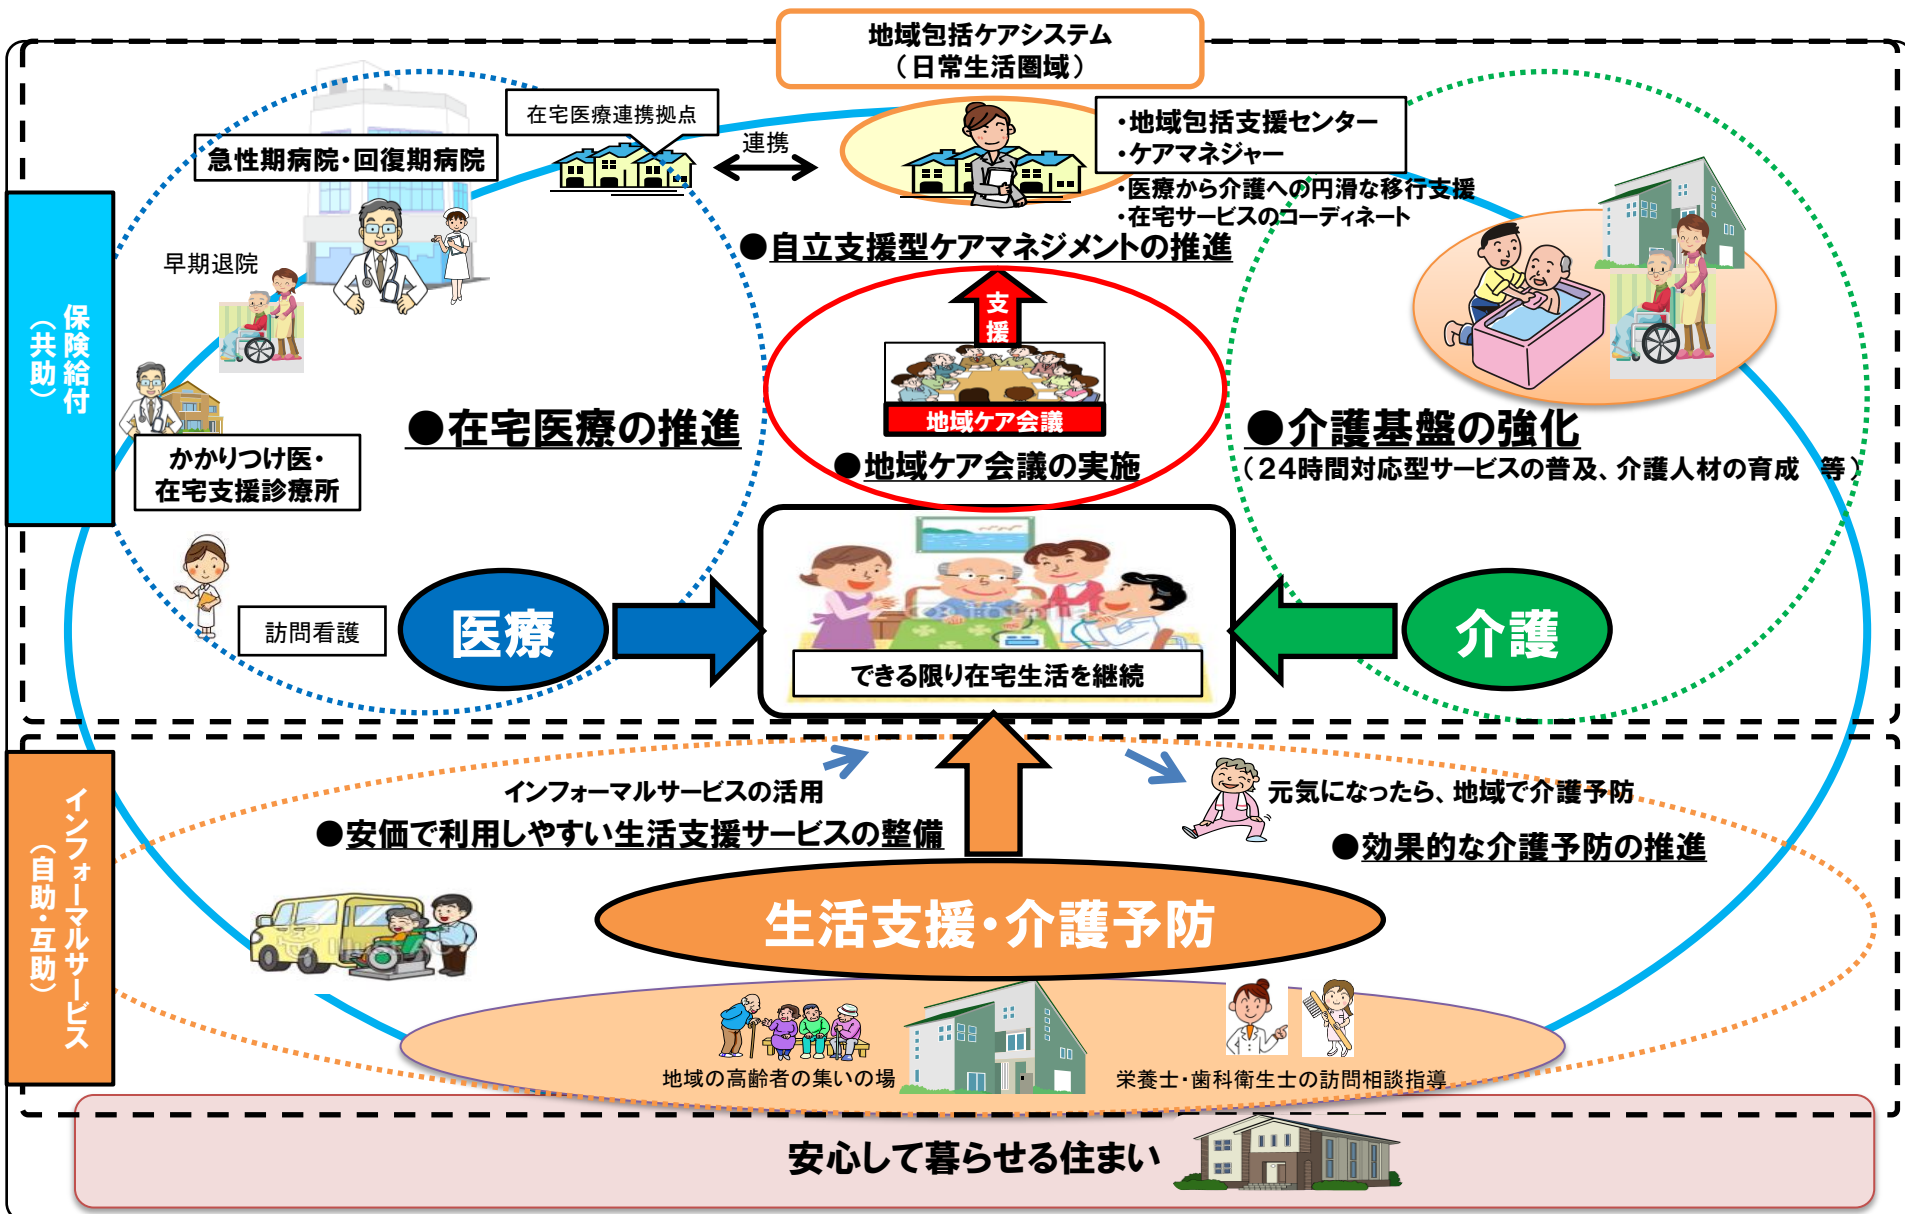 地域包括ケアシステム
（日常生活圏域）
在宅医療連携拠点
急性期病院・回復期病院
連携
・地域包括支援センター
・ケアマネジャー
・医療から介護への円滑な移行支援
・在宅サービスのコーディネート
●自立支援型ケアマネジメントの推進
早期退院
保険給付
（共助）
支援
地域ケア会議
●地域ケア会議の実施
●在宅医療の推進
●介護基盤の強化
（２４時間対応型サービスの普及、介護人材の育成　等）
かかりつけ医・
在宅支援診療所
訪問看護
医療
介護
できる限り在宅生活を継続
インフォーマルサービス
（自助・互助）
インフォーマルサービスの活用
●安価で利用しやすい生活支援サービスの整備
元気になったら、地域で介護予防
●効果的な介護予防の推進
生活支援・介護予防
地域の高齢者の集いの場
栄養士・歯科衛生士の訪問相談指導
安心して暮らせる住まい